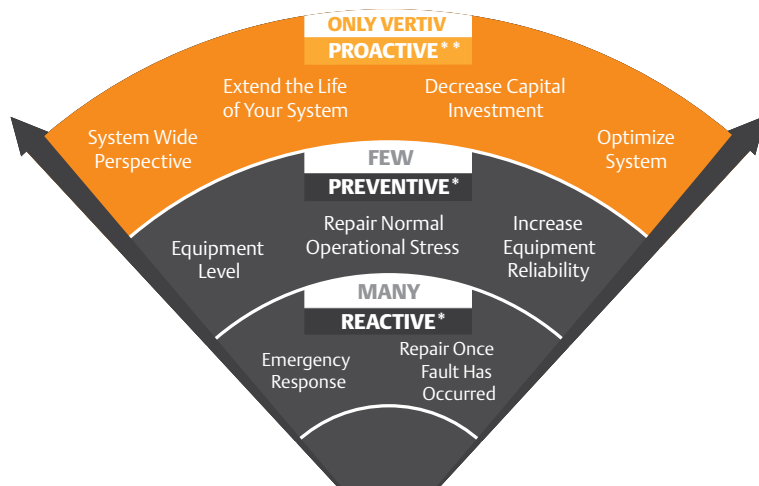 ONLY VERTIV
PROACTIVE**
Extend the Life
of Your System
Decrease Capital
Investment
System Wide
Perspective
Optimize
System
FEW
PREVENTIVE*
Equipment
Level
Repair Normal
Operational Stress
Increase
Equipment
Reliability
MANY
REACTIVE*
Emergency
Response
Repair Once
Fault Has
Occurred